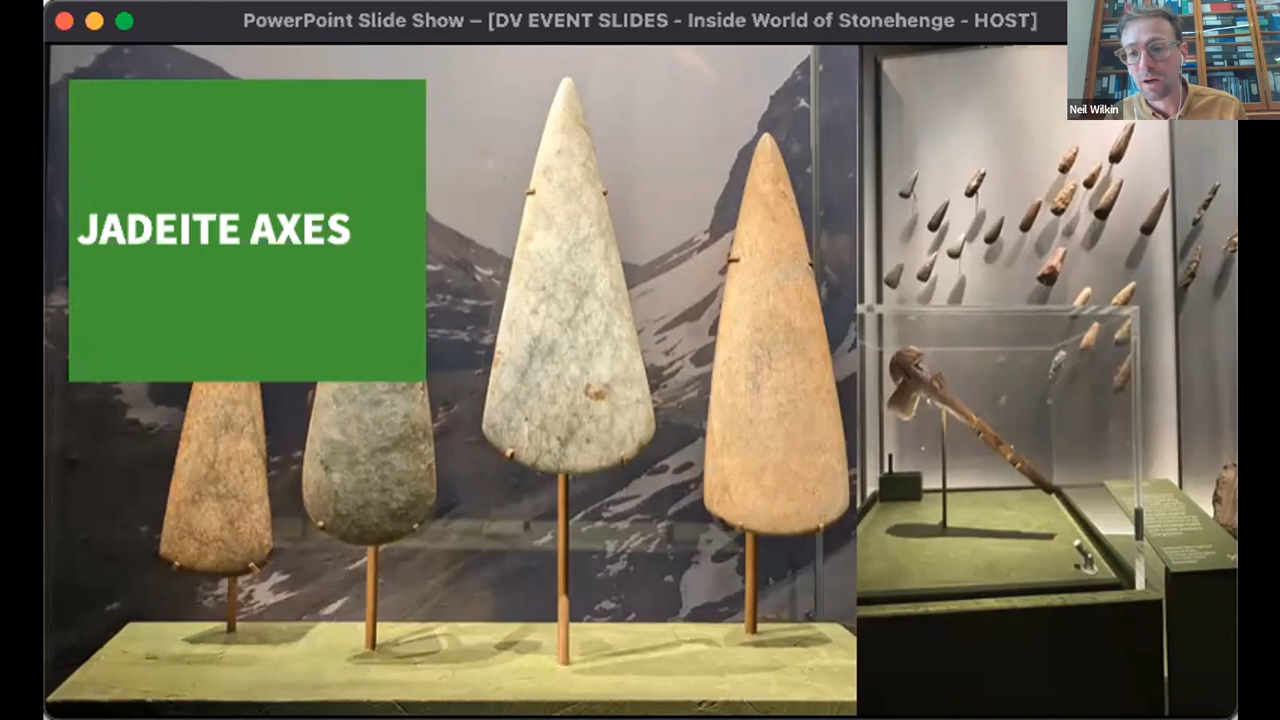 PowerPoint Slide Show – [DV EVENT SLIDES - Inside World of Stonehenge - HOST]
Neil Wilkin
JADEITE AXES